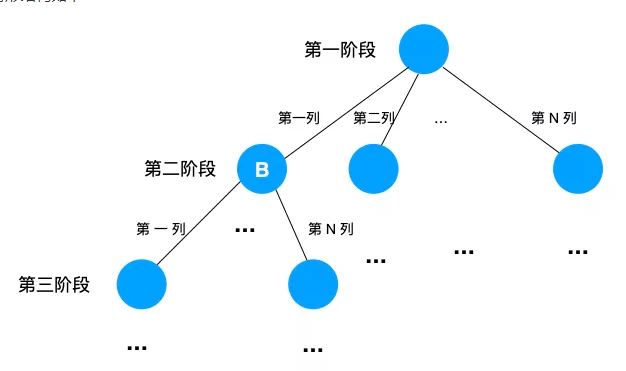 第一阶段
第一列 第二列 ... 第 N 列
第二阶段 B
第 一 列 ... 第 N 列 ... ... ...
第三阶段
... ...